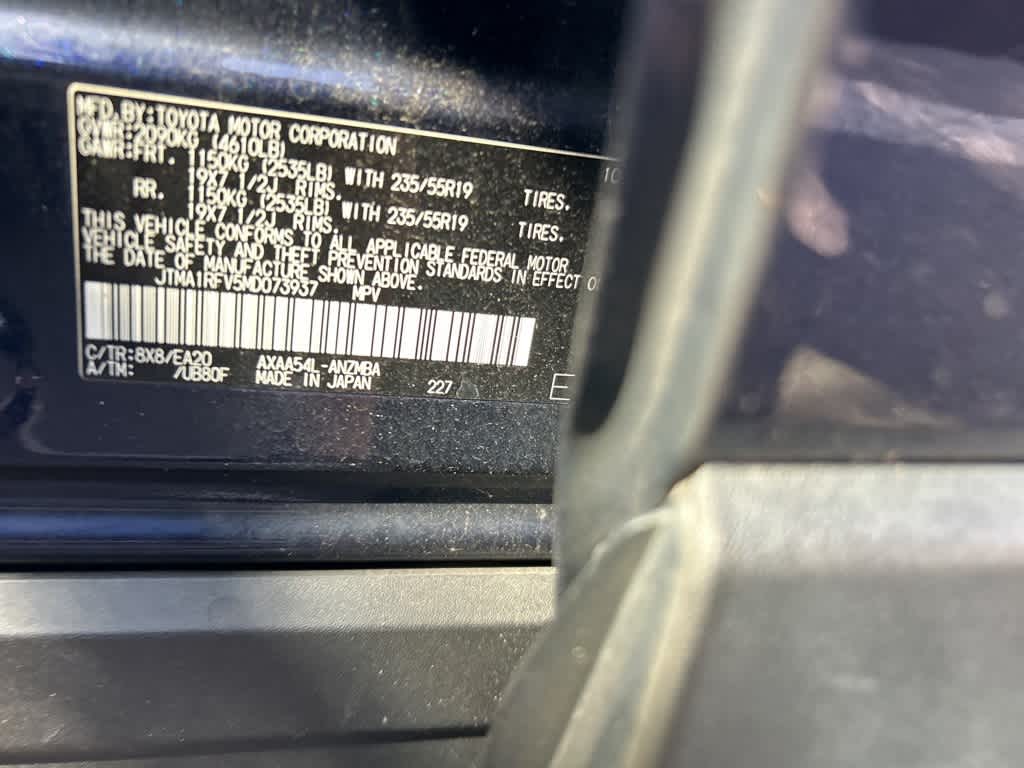 MFD.BY:TOYOTA MOTOR CORPORATION
GVWR:2090KG (4610LB)
GAWR:FRT. 1150KG (2535LB) WITH 235/55R19 TIRES.
19X7 1/2J RIMS.
RR. 1150KG (2535LB) WITH 235/55R19 TIRES.
19X7 1/2J RIMS.
THIS VEHICLE CONFORMS TO ALL APPLICABLE FEDERAL MOTOR
VEHICLE SAFETY AND THEFT PREVENTION STANDARDS IN EFFECT O
THE DATE OF MANUFACTURE SHOWN ABOVE.
JTMA1RFV5MD073937 MPV
C/TR:8X8/EA20 AXAA54L-ANZMBA
A/TM: /UB80F MADE IN JAPAN 227 E